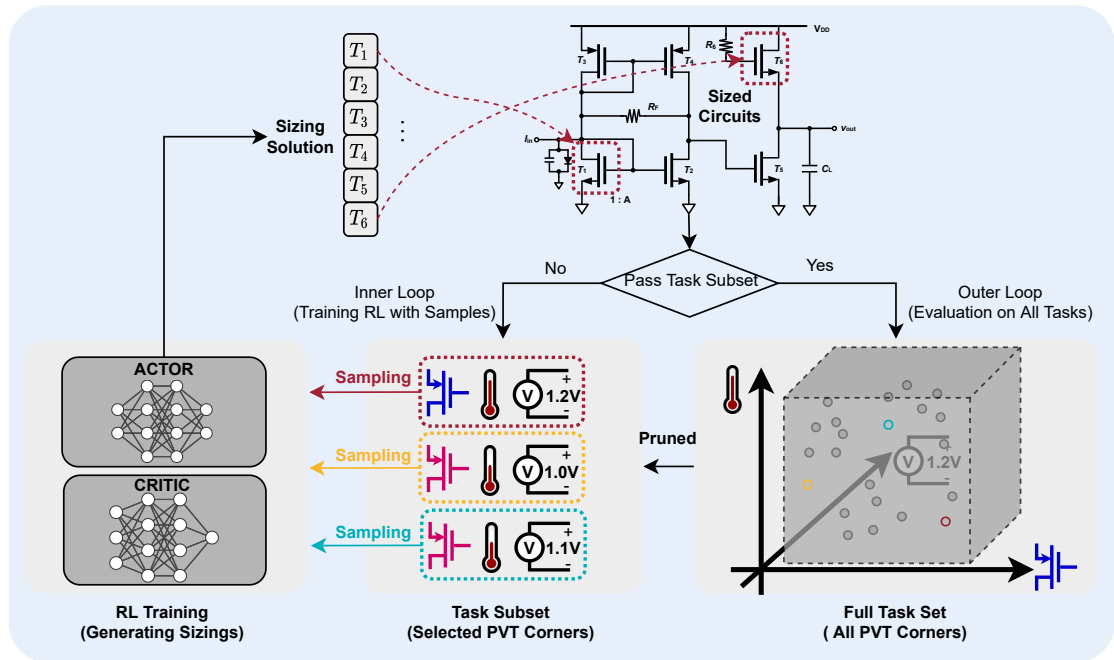 T1
T2
T3
T4
T5
T6
⋮
Sizing
Solution
VDD
T3
T4
R6
T6
Sized
Circuits
RF
Iin
T1
T2
T5
vout
CL
1 : A
Pass Task Subset
No
Yes
Inner Loop
(Training RL with Samples)
Outer Loop
(Evaluation on All Tasks)
ACTOR
CRITIC
Sampling
V
+
1.2V
-
Sampling
V
+
1.0V
-
Sampling
V
+
1.1V
-
Pruned
V
+
1.2V
-
RL Training
(Generating Sizings)
Task Subset
(Selected PVT Corners)
Full Task Set
( All PVT Corners)